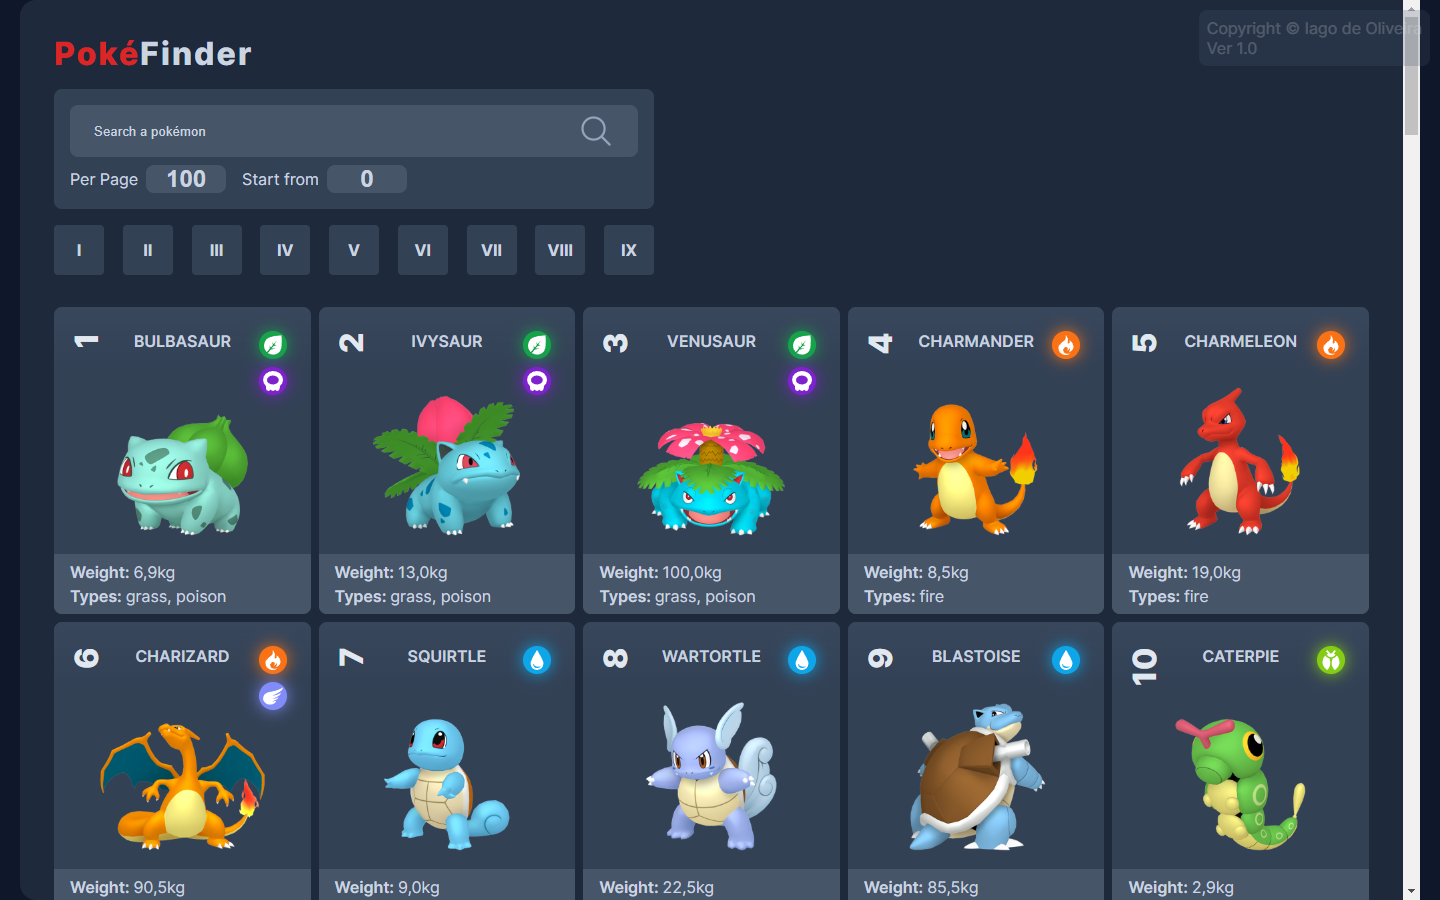 PokéFinder
Copyright © Iago de Oliveira
Ver 1.0
Search a pokémon
Per Page 100 Start from 0
I II III IV V VI VII VIII IX
1 BULBASAUR
Weight: 6,9kg
Types: grass, poison
2 IVYSAUR
Weight: 13,0kg
Types: grass, poison
3 VENUSAUR
Weight: 100,0kg
Types: grass, poison
4 CHARMANDER
Weight: 8,5kg
Types: fire
5 CHARMELEON
Weight: 19,0kg
Types: fire
6 CHARIZARD
Weight: 90,5kg
7 SQUIRTLE
Weight: 9,0kg
8 WARTORTLE
Weight: 22,5kg
9 BLASTOISE
Weight: 85,5kg
10 CATERPIE
Weight: 2,9kg